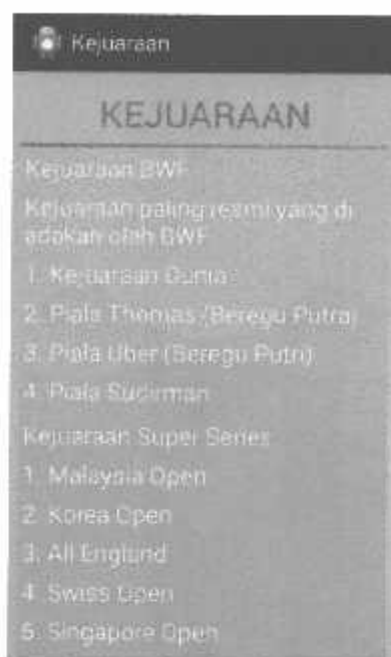 Kejuaraan
KEJUARAAN
Kejuaraan BWF
Kejuaraan paling resmi yang di
adakan oleh BWF
1. Kejuaraan Dunia
2. Piala Thomas (Beregu Putra)
3. Piala Uber (Beregu Putri)
4. Piala Sudirman
Kejuaraan Super Series
1. Malaysia Open
2. Korea Open
3. All Englund
4. Swiss Open
5. Singapore Open